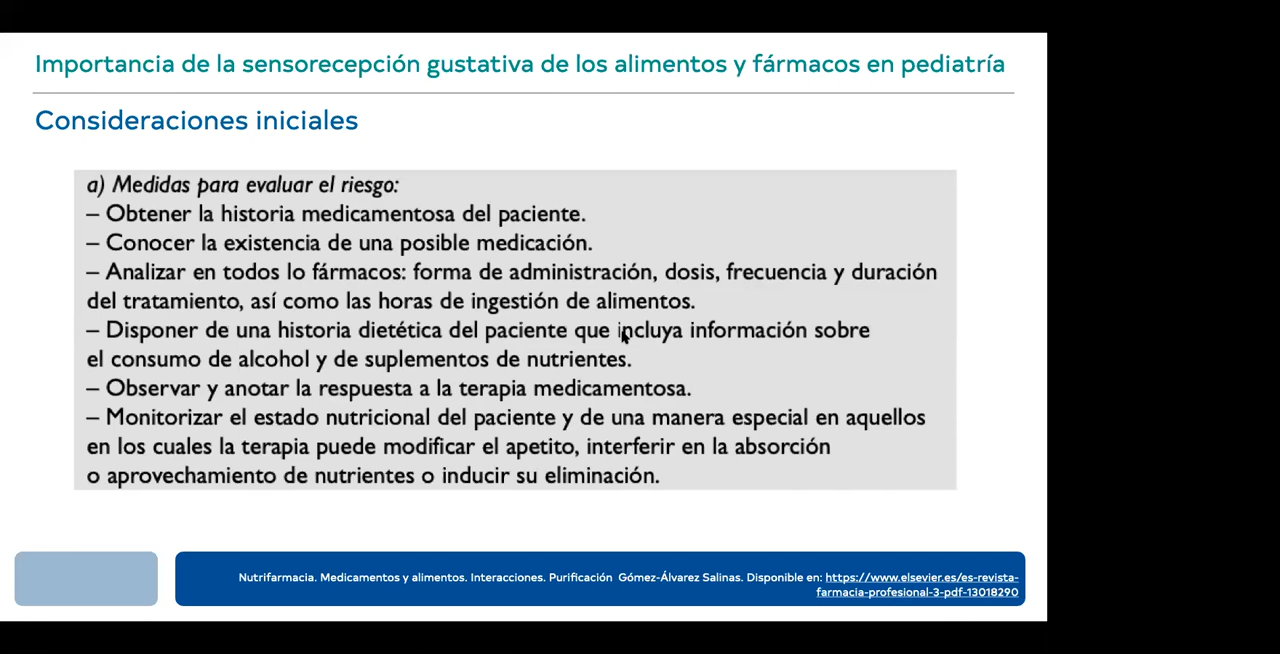 Importancia de la sensorecepción gustativa de los alimentos y fármacos en pediatría
Consideraciones iniciales
a) Medidas para evaluar el riesgo:
– Obtener la historia medicamentosa del paciente.
– Conocer la existencia de una posible medicación.
– Analizar en todos lo fármacos: forma de administración, dosis, frecuencia y duración
del tratamiento, así como las horas de ingestión de alimentos.
– Disponer de una historia dietética del paciente que incluya información sobre
el consumo de alcohol y de suplementos de nutrientes.
– Observar y anotar la respuesta a la terapia medicamentosa.
– Monitorizar el estado nutricional del paciente y de una manera especial en aquellos
en los cuales la terapia puede modificar el apetito, interferir en la absorción
o aprovechamiento de nutrientes o inducir su eliminación.
Nutrifarmacia. Medicamentos y alimentos. Interacciones. Purificación Gómez-Álvarez Salinas. Disponible en: https://www.elsevier.es/es-revista-
farmacia-profesional-3-pdf-13018290